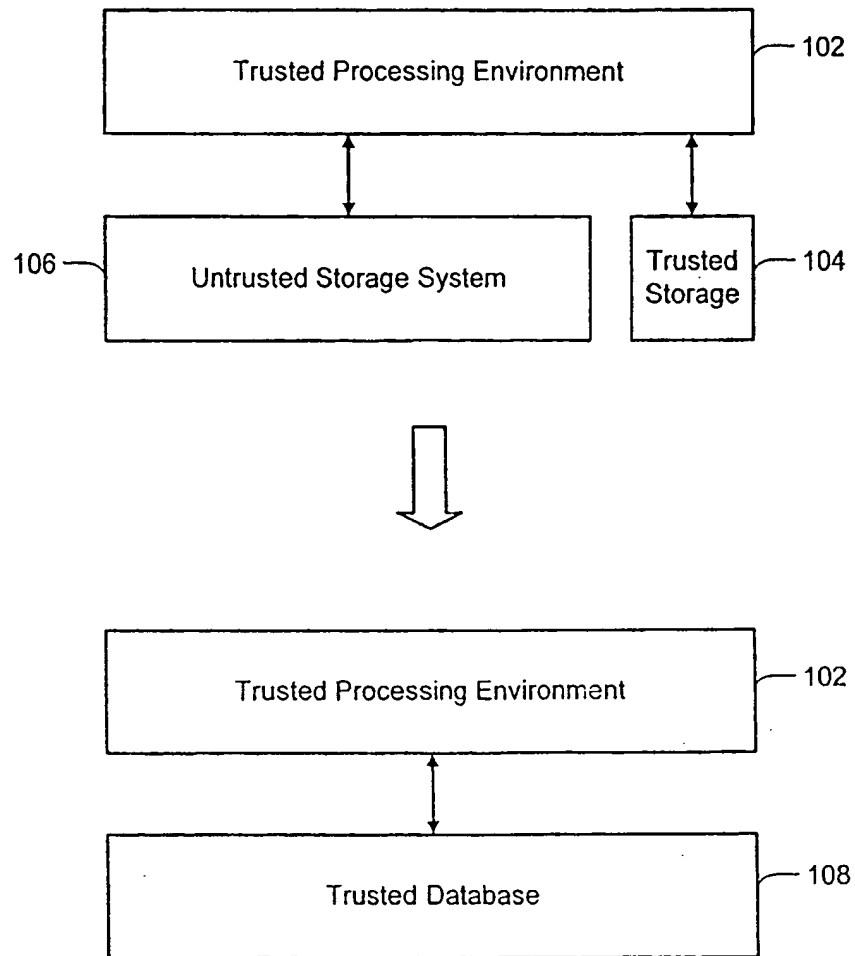 Trusted Processing Environment
102
106
Untrusted Storage System
Trusted
Storage
104
Trusted Processing Environment
102
Trusted Database
108